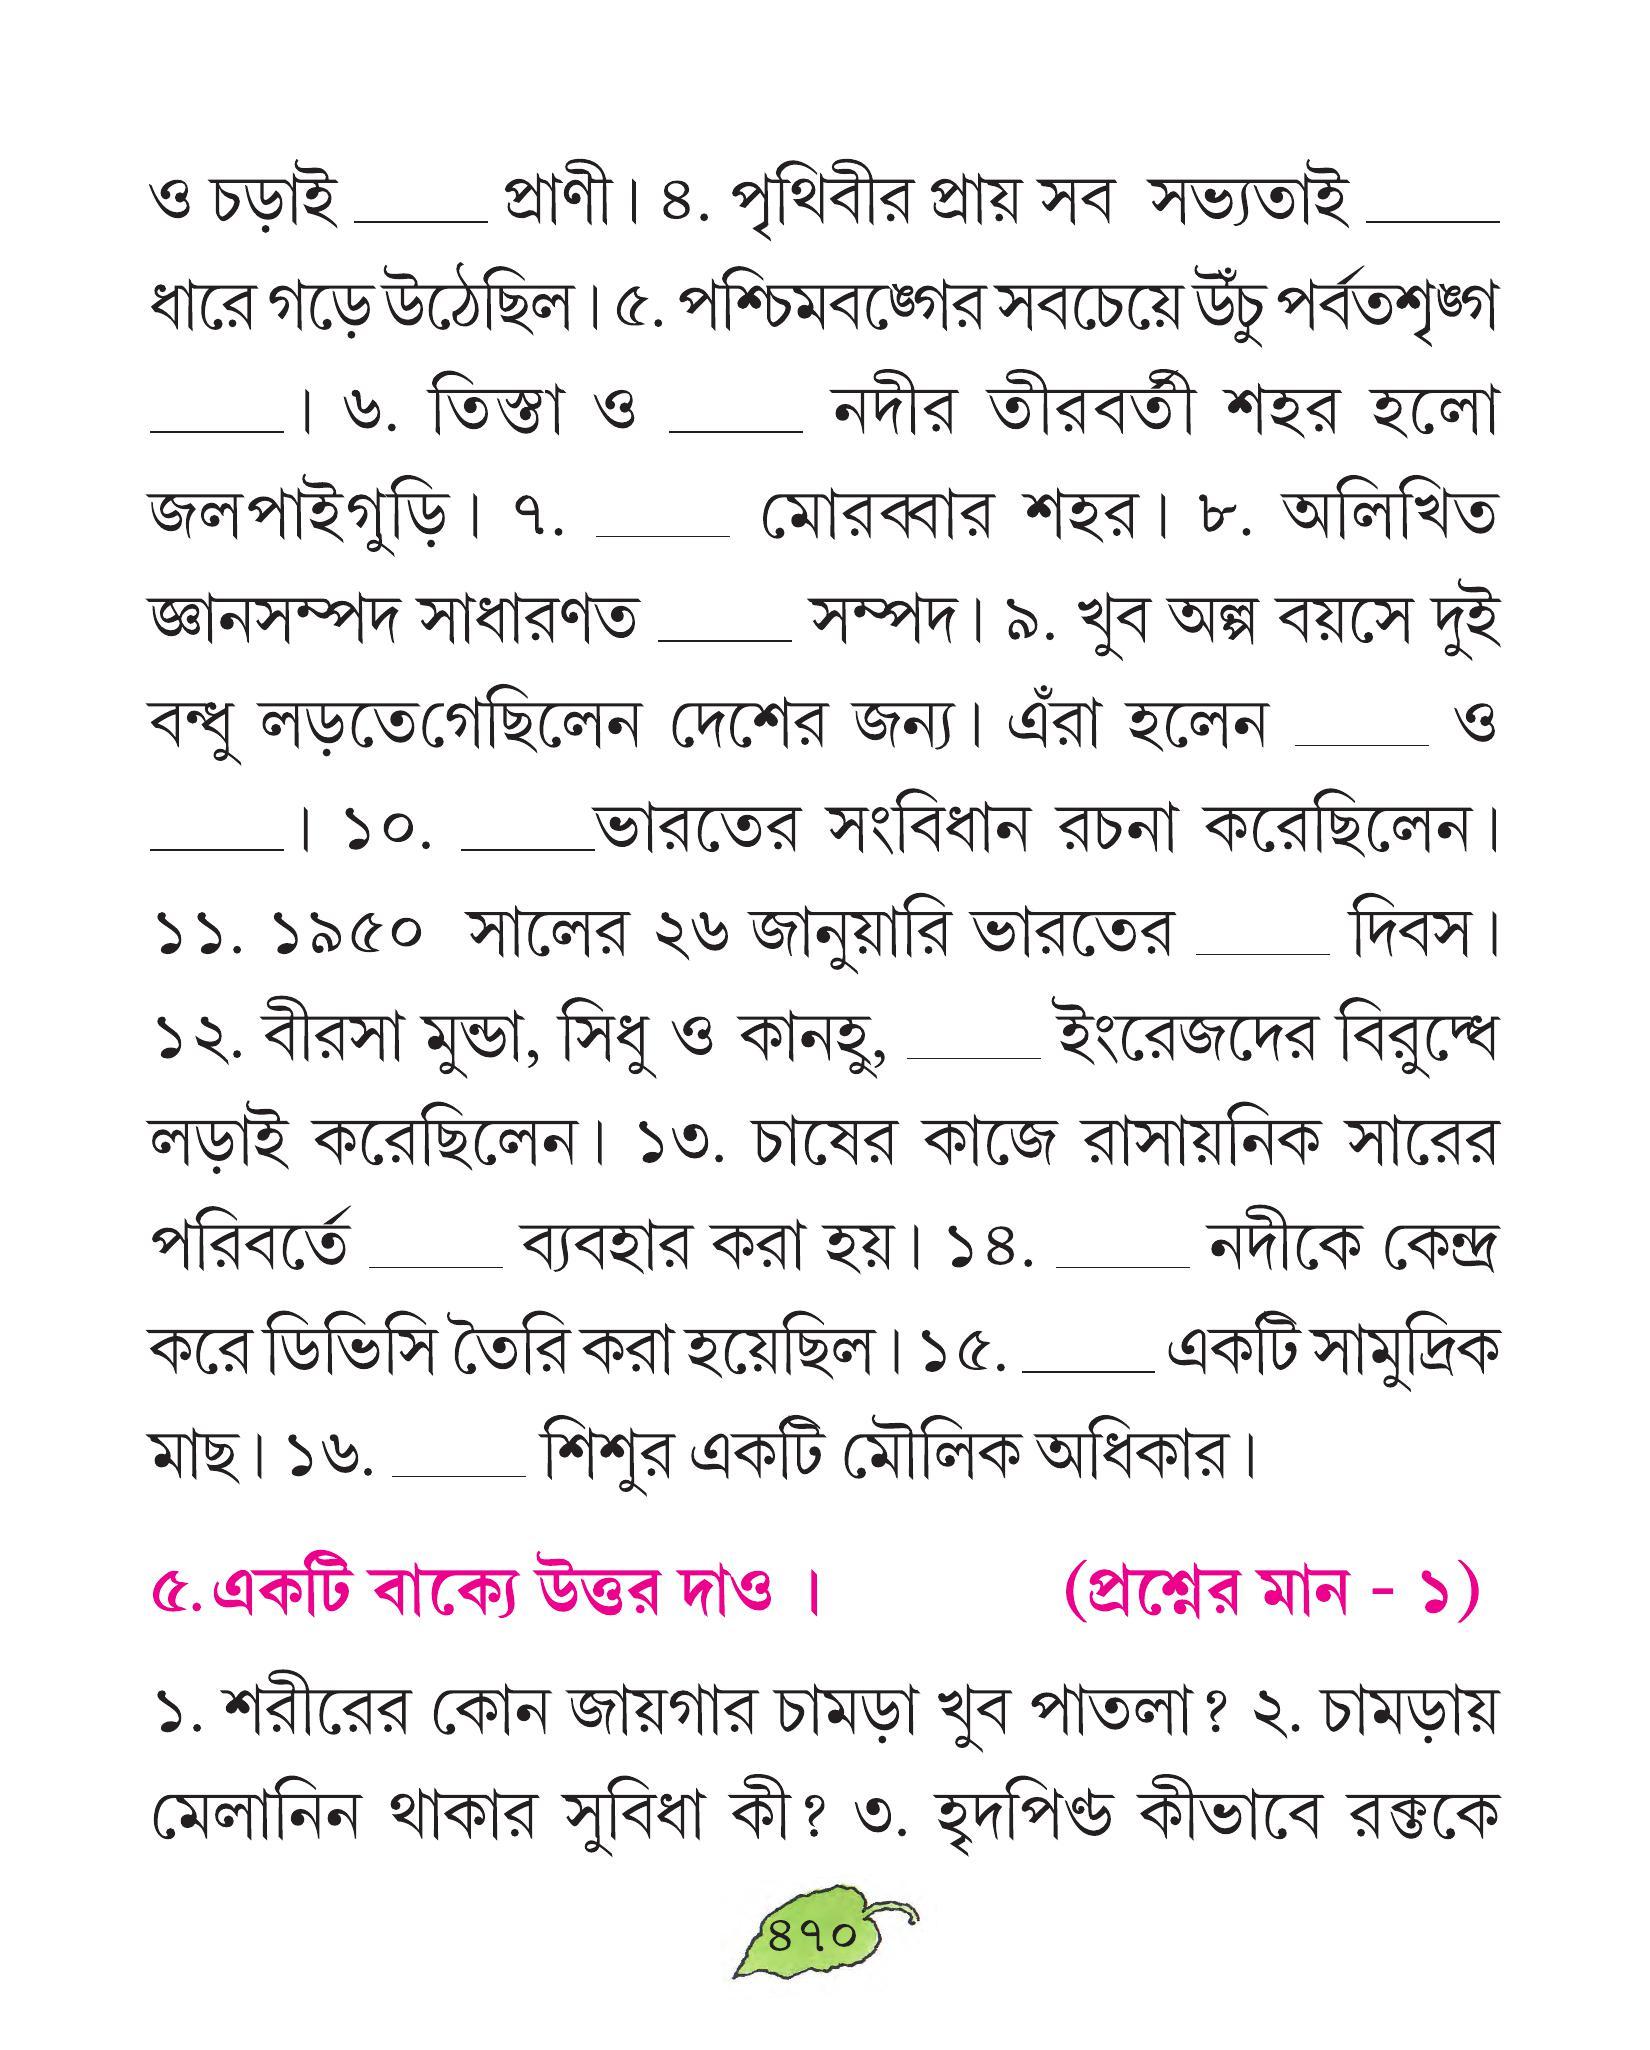 ও চড়াই _____ প্রাণী। ৪. পৃথিবীর প্রায় সব সভ্যতাই _____
ধারে গড়ে উঠেছিল। ৫. পশ্চিমবঙ্গের সবচেয়ে উঁচু পর্বতশৃঙ্গ
_____। ৬. তিস্তা ও _____ নদীর তীরবর্তী শহর হলো
জলপাইগুড়ি। ৭. _____ মোরব্বার শহর। ৮. অলিখিত
জ্ঞানসম্পদ সাধারণত _____ সম্পদ। ৯. খুব অল্প বয়সে দুই
বন্ধু লড়তেগেছিলেন দেশের জন্য। এঁরা হলেন _____ ও
_____। ১০. _____ভারতের সংবিধান রচনা করেছিলেন।
১১. ১৯৫০ সালের ২৬ জানুয়ারি ভারতের _____ দিবস।
১২. বীরসা মুন্ডা, সিধু ও কানহু, _____ ইংরেজদের বিরুদ্ধে
লড়াই করেছিলেন। ১৩. চাষের কাজে রাসায়নিক সারের
পরিবর্তে _____ ব্যবহার করা হয়। ১৪. _____ নদীকে কেন্দ্র
করে ডিভিসি তৈরি করা হয়েছিল। ১৫. _____ একটি সামুদ্রিক
মাছ। ১৬. _____ শিশুর একটি মৌলিক অধিকার।
৫. একটি বাক্যে উত্তর দাও । (প্রশ্নের মান - ১)
১. শরীরের কোন জায়গার চামড়া খুব পাতলা? ২. চামড়ায়
মেলানিন থাকার সুবিধা কী? ৩. হৃদপিণ্ড কীভাবে রক্তকে
৪৭০